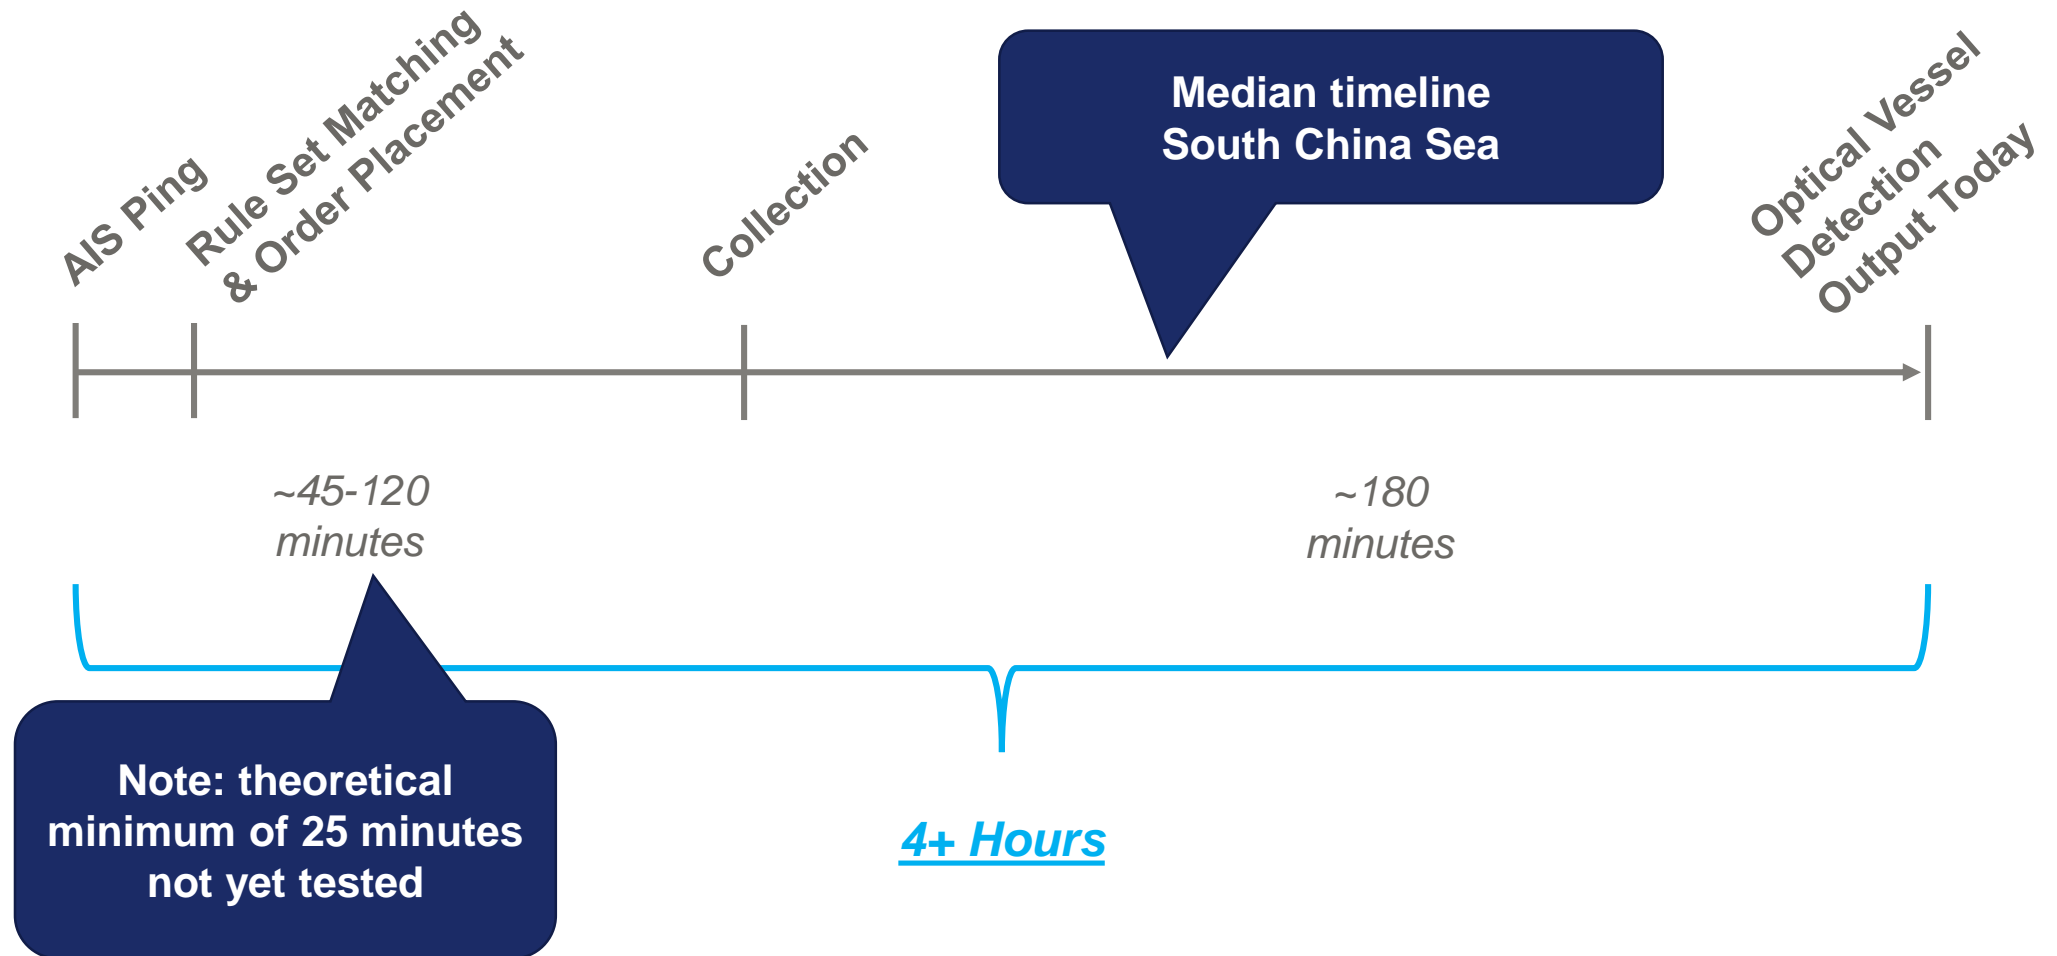 AIS Ping
Rule Set Matching
& Order Placement
Collection
Median timeline
South China Sea
Optical Vessel
Detection
Output Today
~45-120
minutes
~180
minutes
Note: theoretical
minimum of 25 minutes
not yet tested
4+ Hours